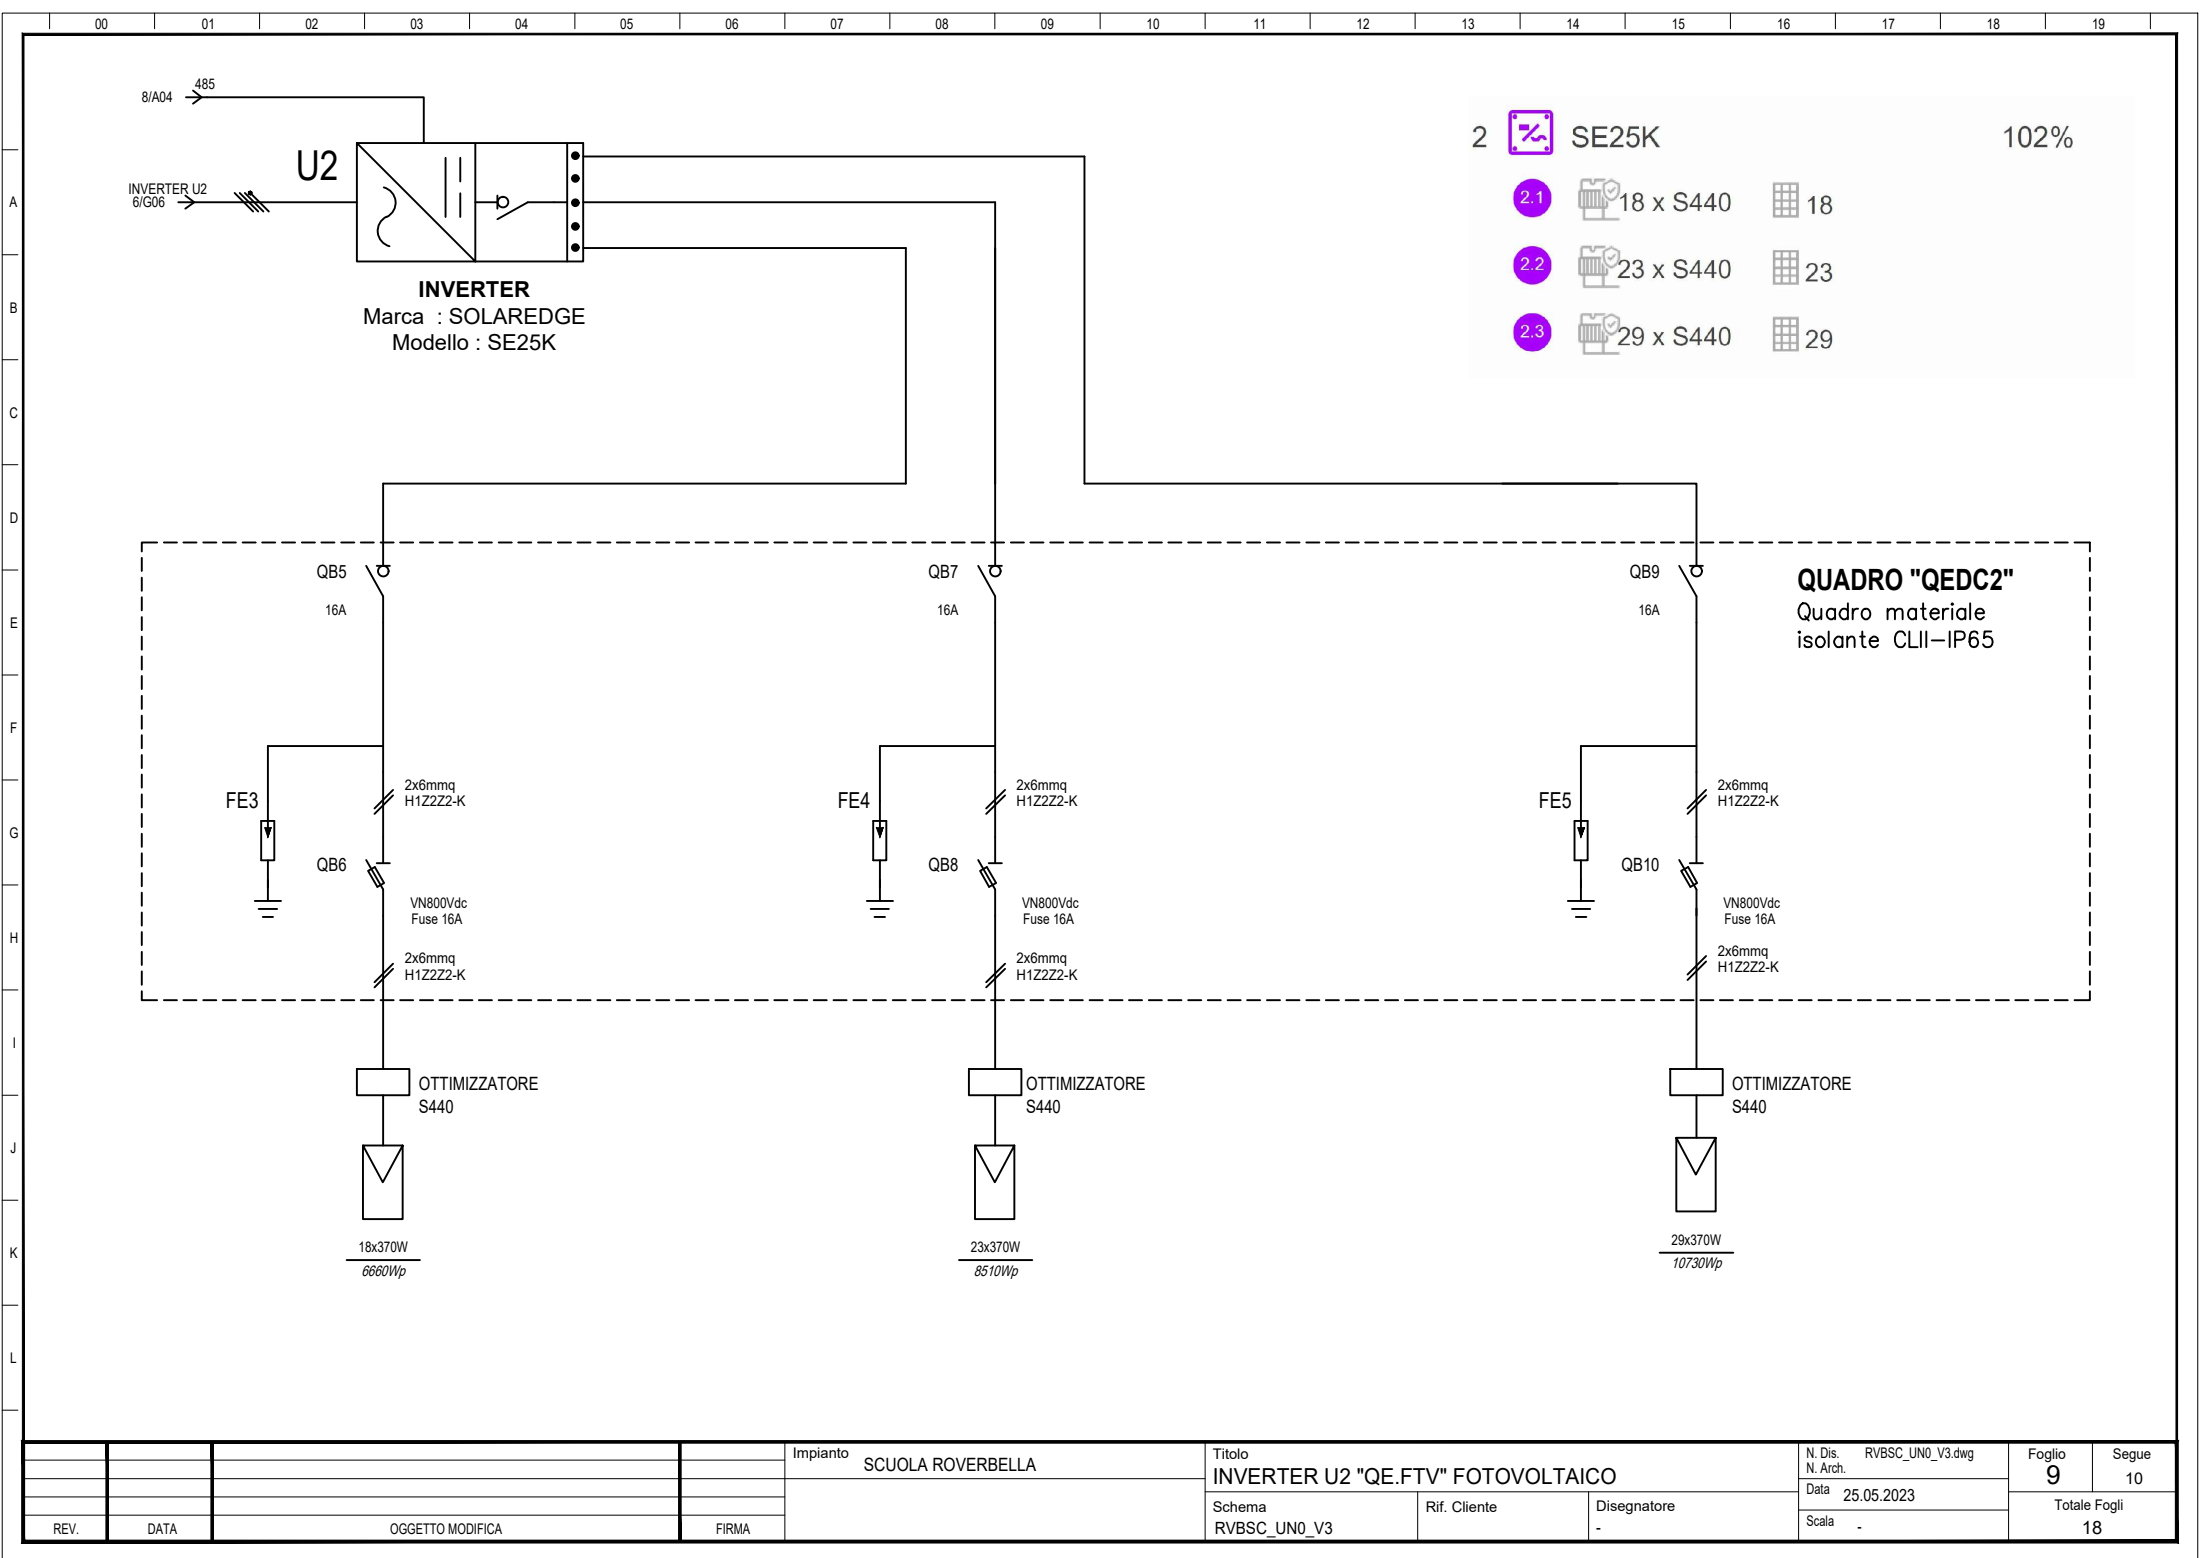 00 01 02 03 04 05 06 07 08 09 10 11 12 13 14 15 16 17 18 19
A
B
C
D
E
F
G
H
I
J
K
L
485
8/A04
U2
INVERTER U2
6/G06
INVERTER
Marca : SOLAREDGE
Modello : SE25K
2 SE25K 102%
2.1 18 x S440 18
2.2 23 x S440 23
2.3 29 x S440 29
QUADRO "QEDC2"
Quadro materiale
isolante CLII-IP65
QB5
16A
FE3
2x6mmq
H1Z2Z2-K
QB6
VN800Vdc
Fuse 16A
2x6mmq
H1Z2Z2-K
OTTIMIZZATORE
S440
18x370W
6660Wp
QB7
16A
FE4
2x6mmq
H1Z2Z2-K
QB8
VN800Vdc
Fuse 16A
2x6mmq
H1Z2Z2-K
OTTIMIZZATORE
S440
23x370W
8510Wp
QB9
16A
FE5
2x6mmq
H1Z2Z2-K
QB10
VN800Vdc
Fuse 16A
2x6mmq
H1Z2Z2-K
OTTIMIZZATORE
S440
29x370W
10730Wp
REV. DATA OGGETTO MODIFICA FIRMA
Impianto
SCUOLA ROVERBELLA
Titolo
INVERTER U2 "QE.FTV" FOTOVOLTAICO
Schema
RVBSC_UN0_V3
Rif. Cliente
Disegnatore
-
N. Dis. RVBSC_UN0_V3.dwg
N. Arch.
Data 25.05.2023
Scala -
Foglio
9
Segue
10
Totale Fogli
18